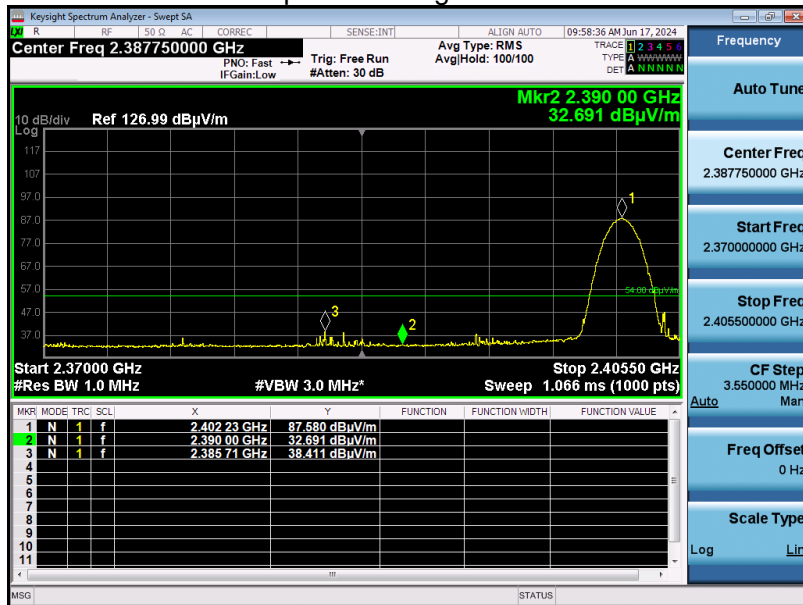 Keysight Spectrum Analyzer - Swept SA
R RF 50 Ω AC CORREC SENSE:INT ALIGN AUTO 09:58:36 AM Jun 17, 2024
Center Freq 2.387750000 GHz
PNO: Fast
IFGain:Low
Trig: Free Run
#Atten: 30 dB
Avg Type: RMS
Avg|Hold: 100/100
TRACE 1 2 3 4 5 6
TYPE A WWWWW
DET A N N N N N
Mkr2 2.390 00 GHz
32.691 dBµV/m
10 dB/div Ref 126.99 dBµV/m
Log
117
107
97.0
87.0
77.0
67.0
57.0
47.0
37.0
1
54.00 dBµV/m
3
2
Start 2.37000 GHz Stop 2.40550 GHz
#Res BW 1.0 MHz #VBW 3.0 MHz* Sweep 1.066 ms (1000 pts)
MKR MODE TRC SCL X Y FUNCTION FUNCTION WIDTH FUNCTION VALUE
1 N 1 f 2.402 23 GHz 87.580 dBµV/m
2 N 1 f 2.390 00 GHz 32.691 dBµV/m
3 N 1 f 2.385 71 GHz 38.411 dBµV/m
4
5
6
7
8
9
10
11
MSG STATUS
Frequency
Auto Tune
Center Freq
2.387750000 GHz
Start Freq
2.370000000 GHz
Stop Freq
2.405500000 GHz
CF Step
3.550000 MHz
Auto Man
Freq Offset
0 Hz
Scale Type
Log Lin